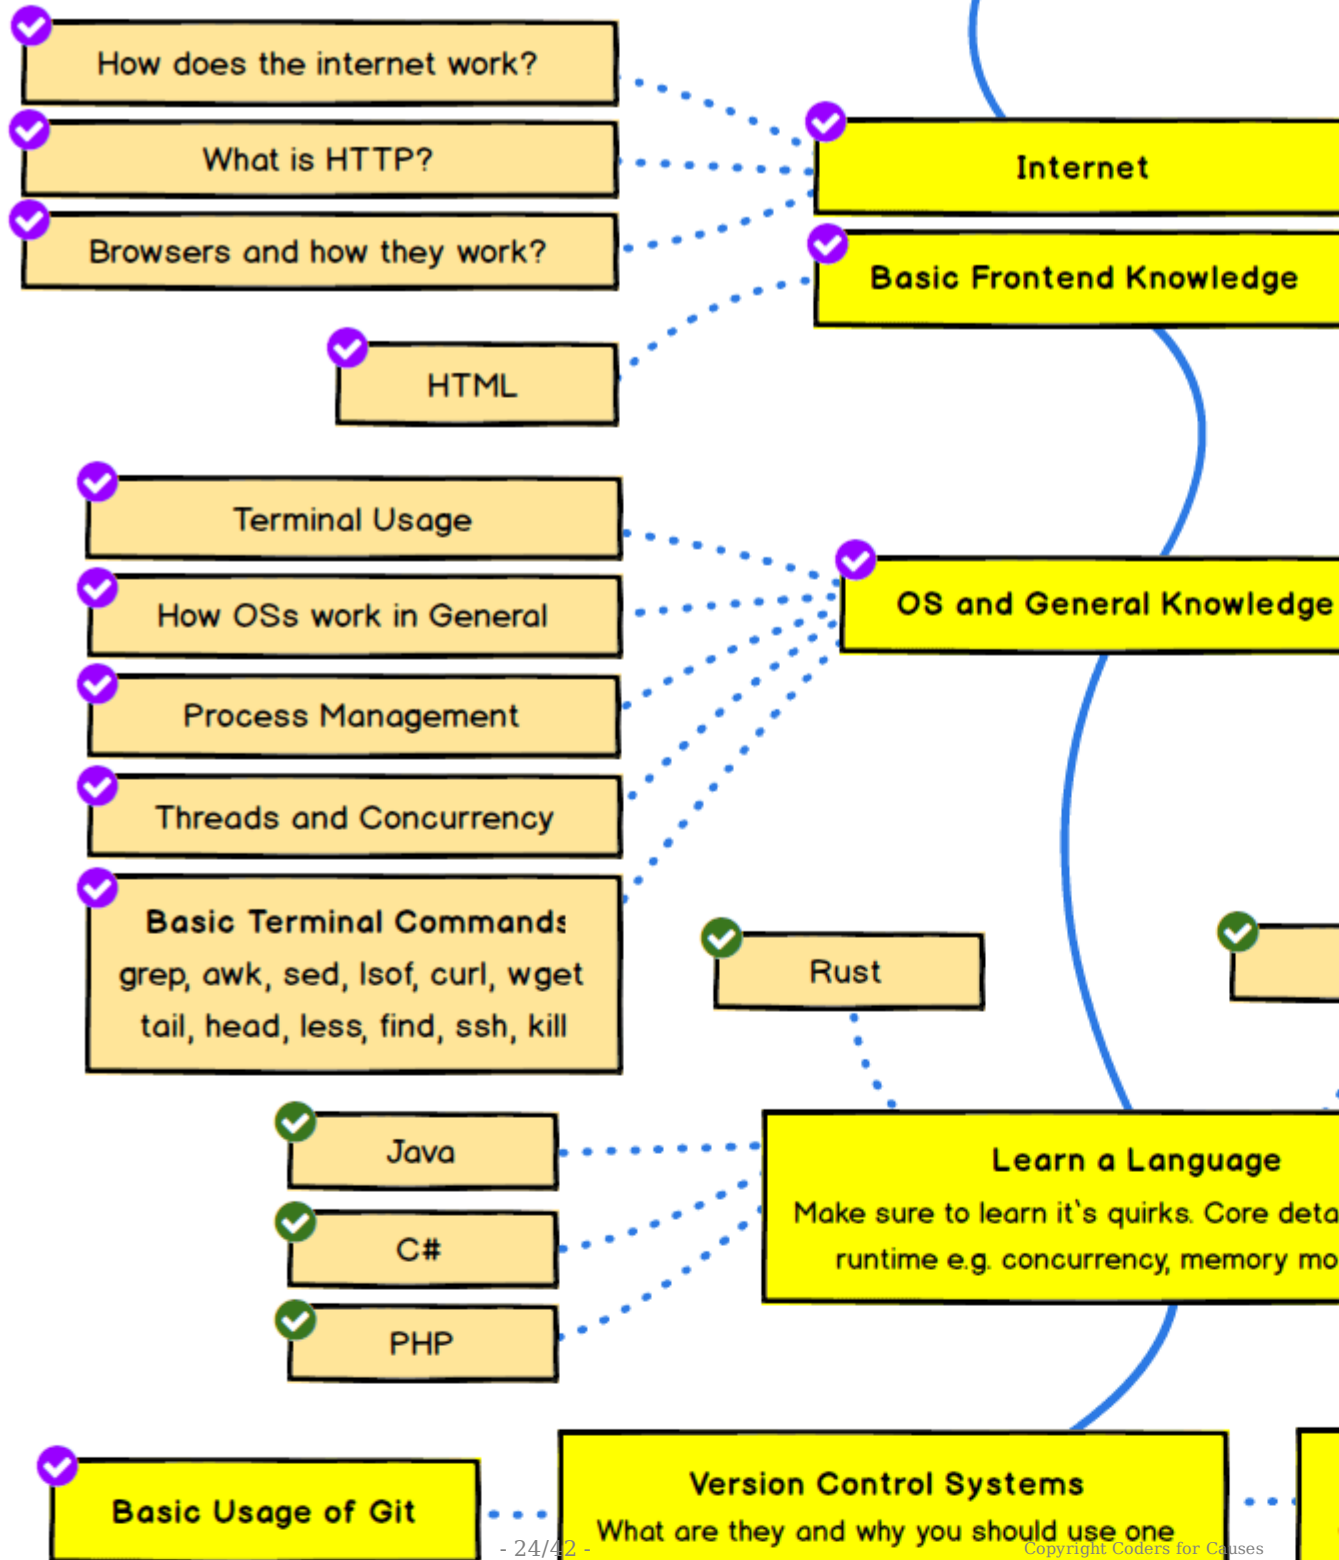 How does the internet work?
What is HTTP?
Browsers and how they work?
Internet
Basic Frontend Knowledge
HTML
Terminal Usage
How OSs work in General
Process Management
Threads and Concurrency
Basic Terminal Commands
grep, awk, sed, lsof, curl, wget
tail, head, less, find, ssh, kill
OS and General Knowledge
Rust
Java
C#
PHP
Learn a Language
Make sure to learn it`s quirks. Core
runtime e.g. concurrency, memory
Basic Usage of Git
Version Control Systems
What are they and why you should use one
- 24/42 -
Copyright Coders for Causes